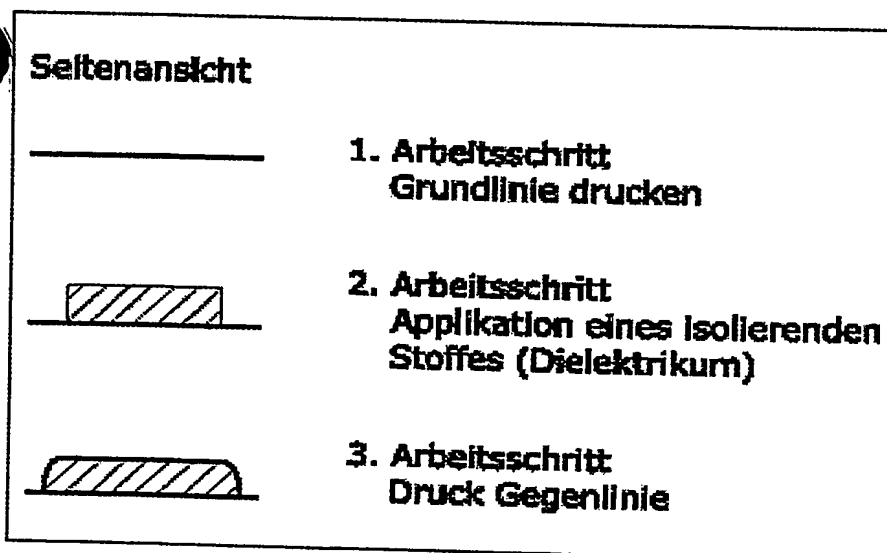 Seitenansicht
1. Arbeitsschritt
Grundlinie drucken
2. Arbeitsschritt
Applikation eines isolierenden
Stoffes (Dielektrikum)
3. Arbeitsschritt
Druck Gegenlinie